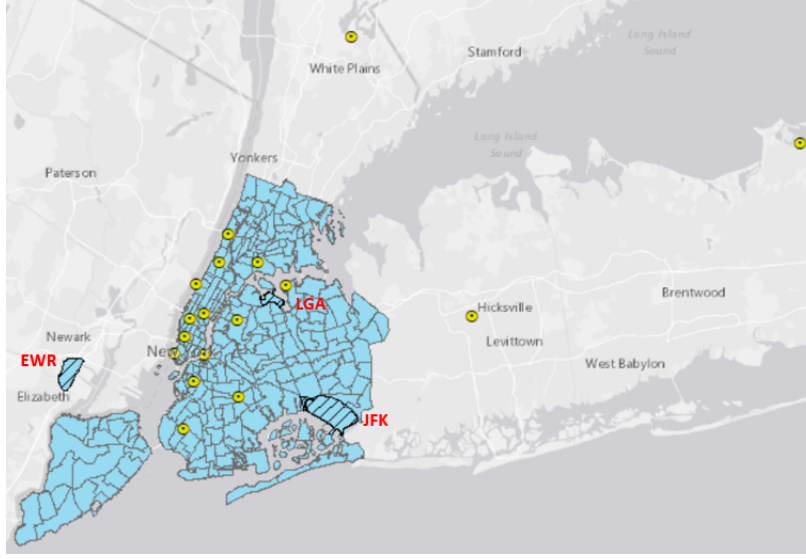 Long Island
Sound
Stamford
White Plains
Long Island
Sound
Yonkers
Paterson
Brentwood
LGA
Hicksville
Levittown
Newark
New York
EWR
West Babylon
Elizabeth
JFK